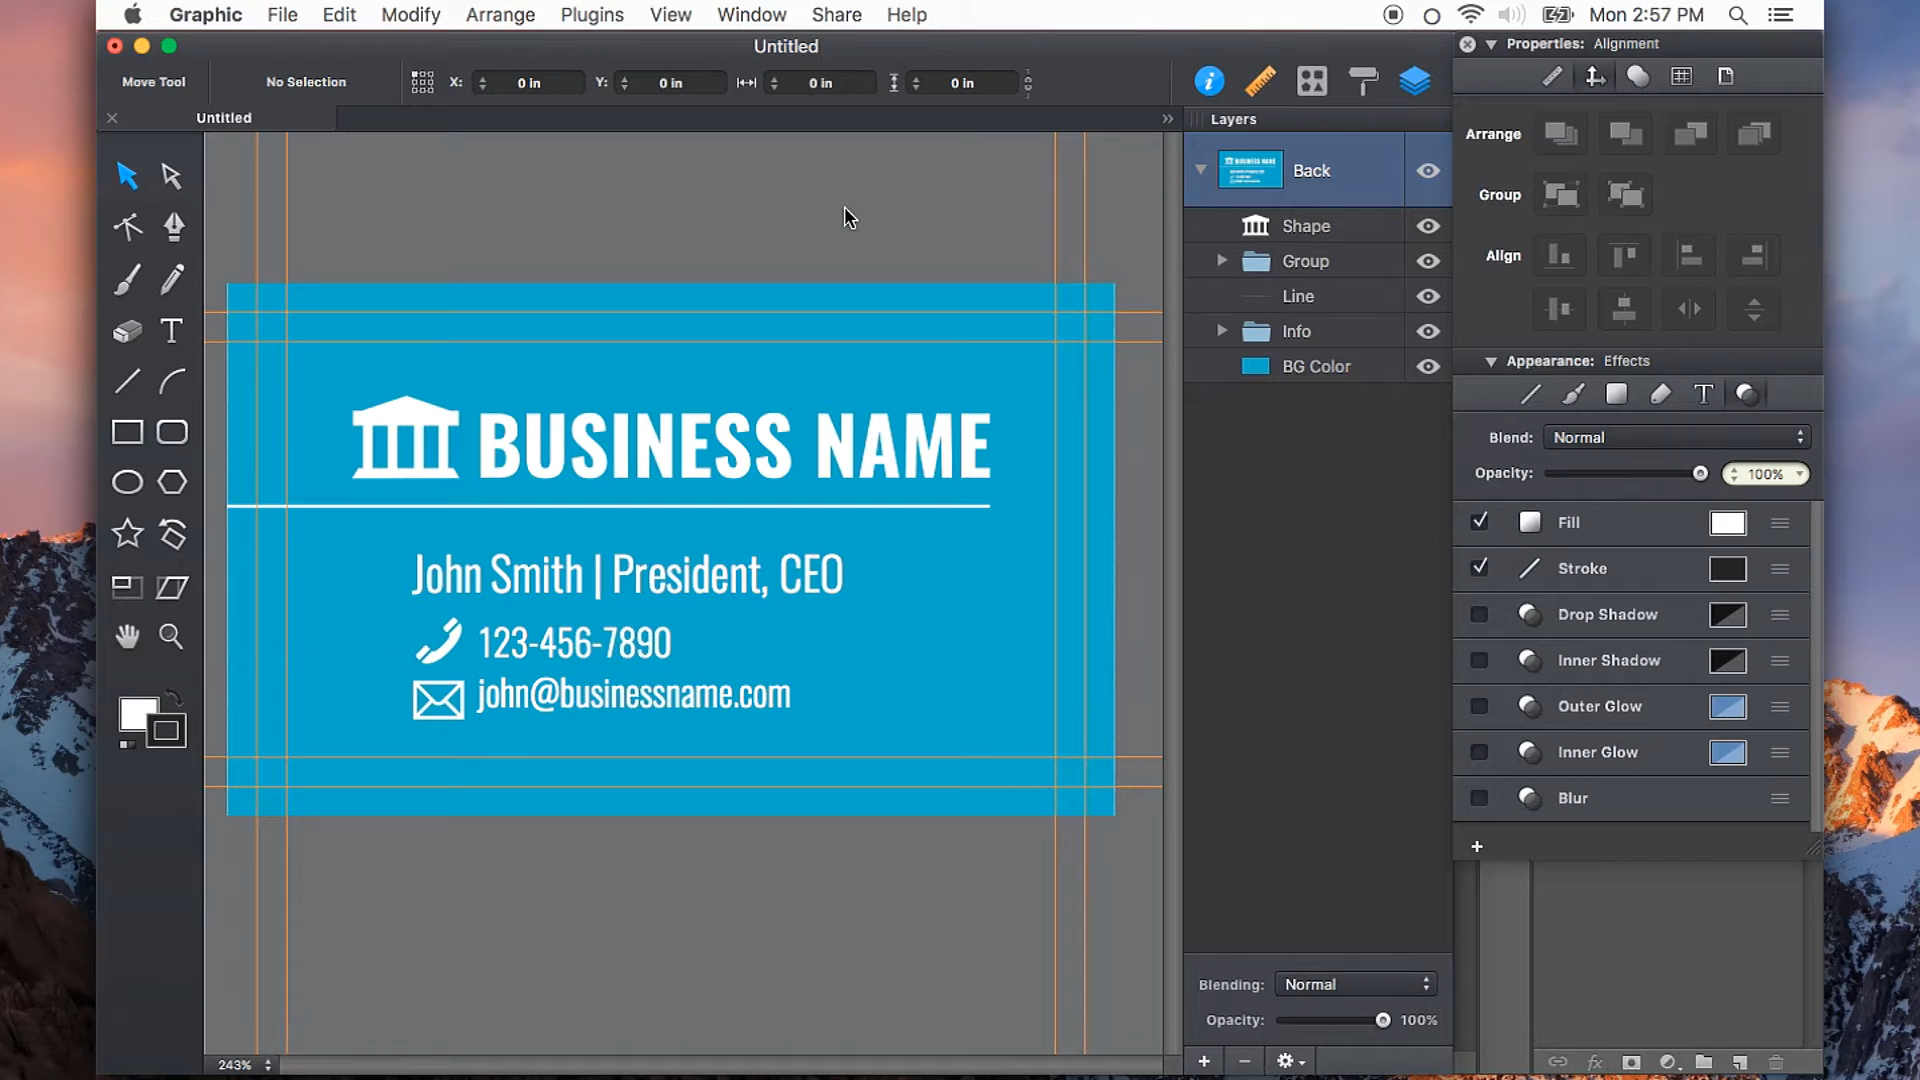 Graphic File Edit Modify Arrange Plugins View Window Share Help Mon 2:57 PM
Untitled
Properties: Alignment
Move Tool No Selection X: 0 in Y: 0 in 0 in 0 in
Untitled
Layers
Back
Shape
Group
Line
Info
BG Color
Arrange
Group
Align
Appearance: Effects
Blend: Normal
Opacity: 100%
Fill
Stroke
Drop Shadow
Inner Shadow
Outer Glow
Inner Glow
Blur
BUSINESS NAME
John Smith | President, CEO
123-456-7890
john@businessname.com
Blending: Normal
Opacity: 100%
243%
fx